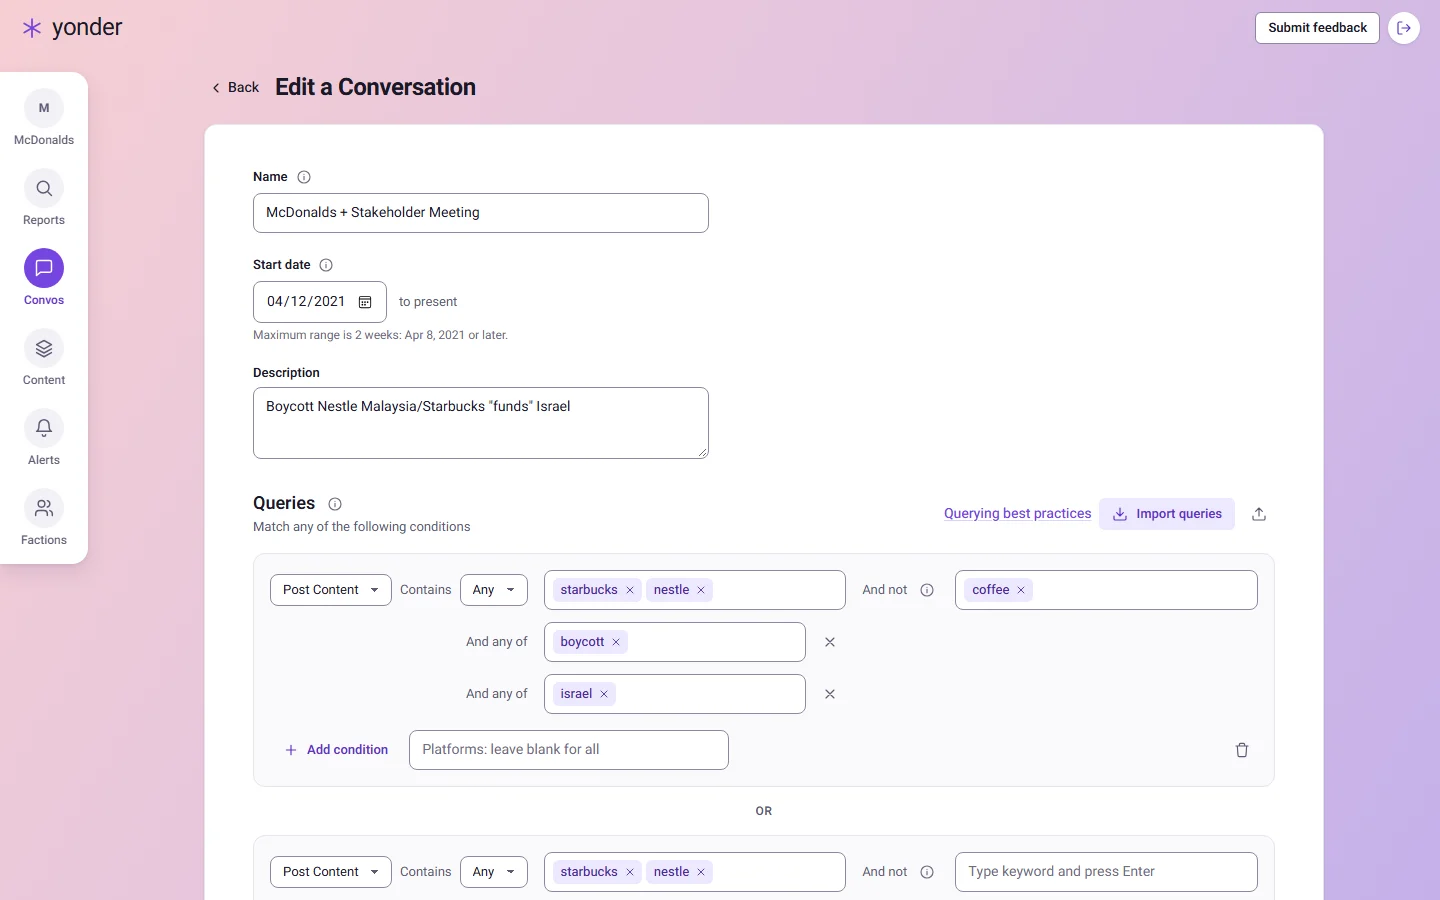 yonder
Submit feedback
M
McDonalds
Reports
Convos
Content
Alerts
Factions
Back
Edit a Conversation
Name
McDonalds + Stakeholder Meeting
Start date
04/12/2021
to present
Maximum range is 2 weeks: Apr 8, 2021 or later.
Description
Boycott Nestle Malaysia/Starbucks "funds" Israel
Queries
Match any of the following conditions
Querying best practices
Import queries
Post Content Contains Any starbucks nestle And not coffee
And any of boycott
And any of israel
Add condition Platforms: leave blank for all
OR
Post Content Contains Any starbucks nestle And not Type keyword and press Enter